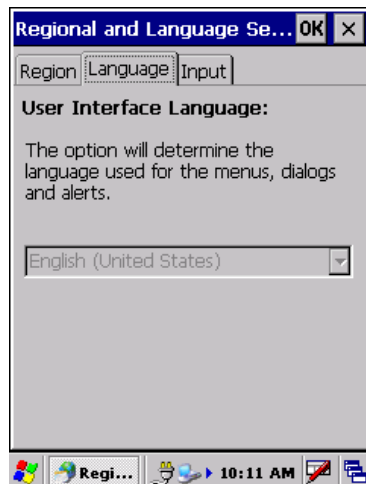 Regional and Language Se... OK ×
Region Language Input
User Interface Language:
The option will determine the
language used for the menus, dialogs
and alerts.
English (United States)
Regi... 10:11 AM